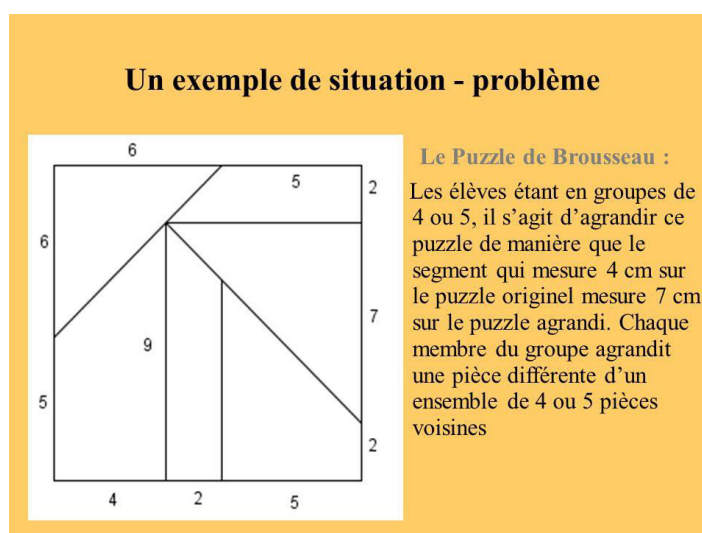 Un exemple de situation - problème
6
5
2
6
9
7
5
2
4
2
5
Le Puzzle de Brousseau :
Les élèves étant en groupes de
4 ou 5, il s’agit d’agrandir ce
puzzle de manière que le
segment qui mesure 4 cm sur
le puzzle originel mesure 7 cm
sur le puzzle agrandi. Chaque
membre du groupe agrandit
une pièce différente d’un
ensemble de 4 ou 5 pièces
voisines